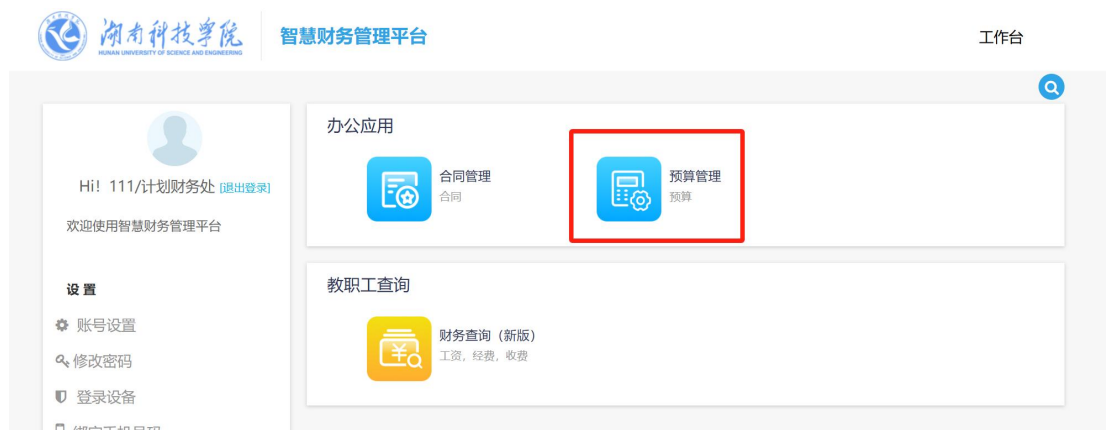 湖南科技学院
HUNAN UNIVERSITY OF SCIENCE AND ENGINEERING
智慧财务管理平台
工作台
Hi! 111/计划财务处 [退出登录]
欢迎使用智慧财务管理平台
设置
账号设置
修改密码
登录设备
办公应用
合同管理
合同
预算管理
预算
教职工查询
财务查询（新版）
工资，经费，收费